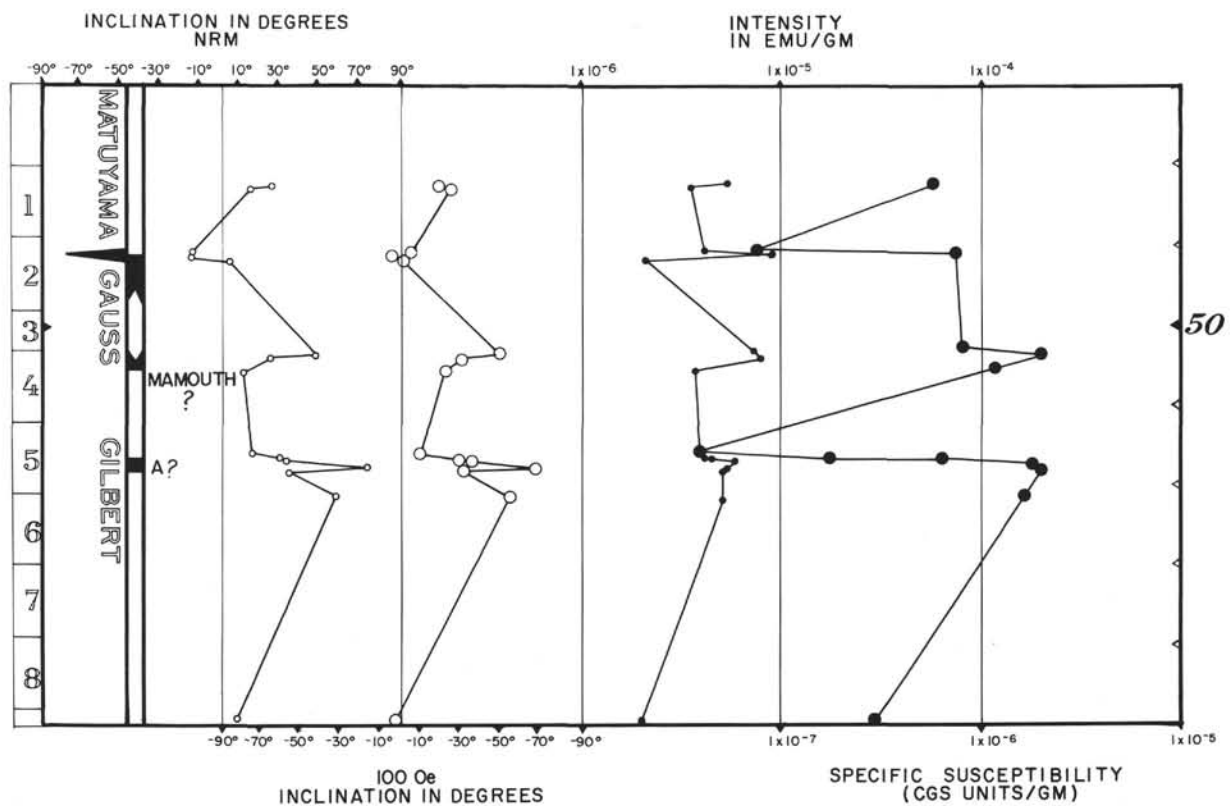 INCLINATION IN DEGREES
NRM
INTENSITY
IN EMU/GM
-90° -70° -50° -30° -10° 10° 30° 50° 70° 90° 1x10⁻⁶ 1x10⁻⁵ 1x10⁻⁴
MATUYAMA
GAUSS
GILBERT
1
2
3
4
5
6
7
8
MAMOUTH
?
A?
50
-90° -70° -50° -30° -10° -10° -30° -50° -70° -90° 1x10⁻⁷ 1x10⁻⁶ 1x10⁻⁵
100 Oe
INCLINATION IN DEGREES
SPECIFIC SUSCEPTIBILITY
(CGS UNITS/GM)